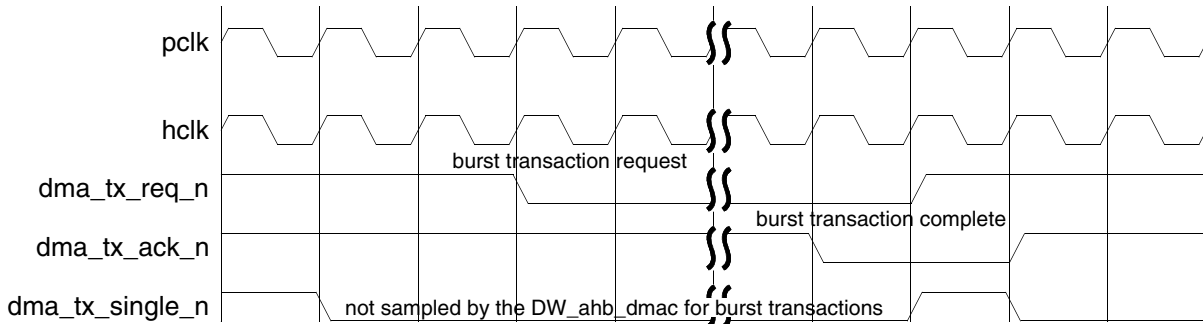 pclk
hclk
burst transaction request
dma_tx_req_n
burst transaction complete
dma_tx_ack_n
dma_tx_single_n
not sampled by the DW_ahb_dmac for burst transactions